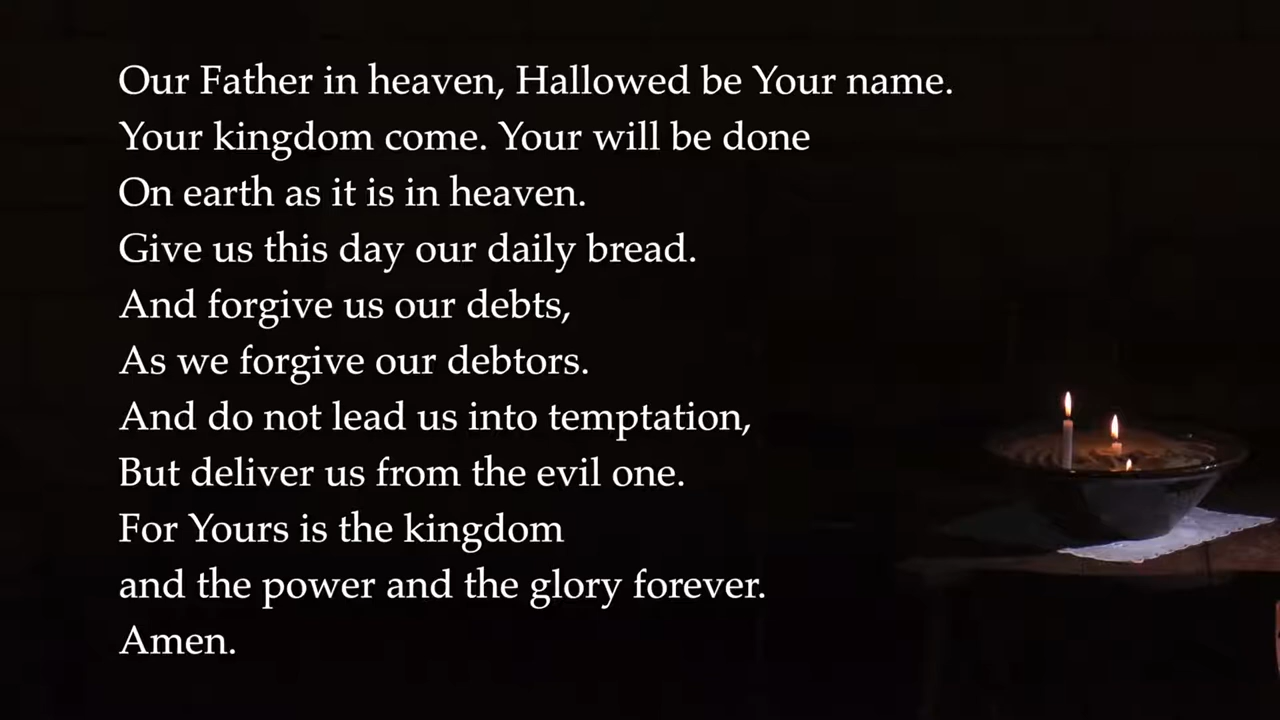 Our Father in heaven, Hallowed be Your name.
Your kingdom come. Your will be done
On earth as it is in heaven.
Give us this day our daily bread.
And forgive us our debts,
As we forgive our debtors.
And do not lead us into temptation,
But deliver us from the evil one.
For Yours is the kingdom
and the power and the glory forever.
Amen.